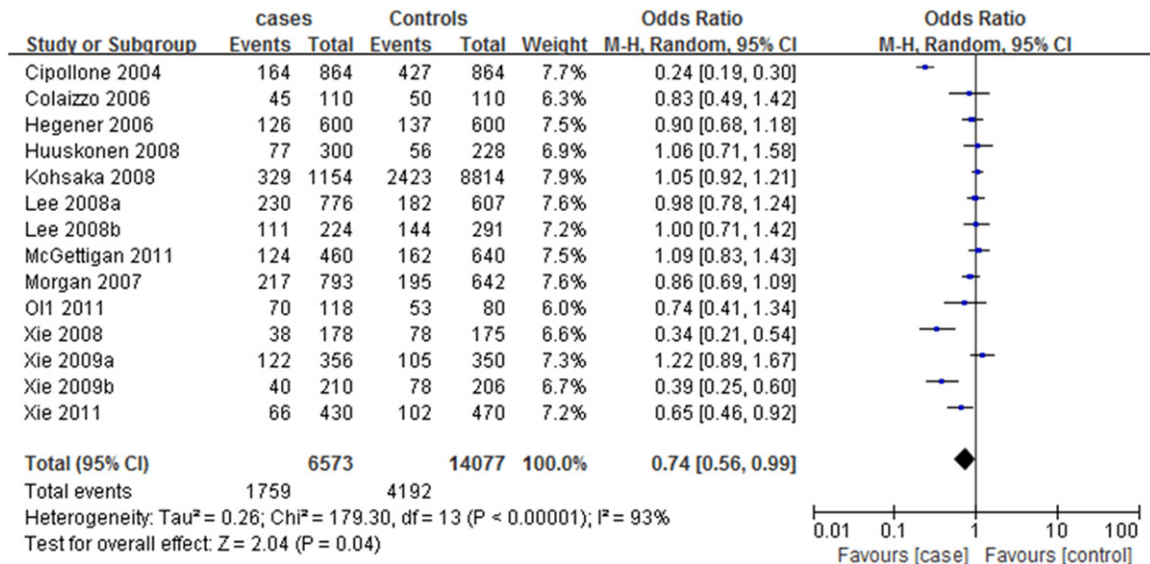 cases Controls Odds Ratio Odds Ratio
Study or Subgroup Events Total Events Total Weight M-H, Random, 95% CI M-H, Random, 95% CI
Cipollone 2004 164 864 427 864 7.7% 0.24 [0.19, 0.30]
Colaizzo 2006 45 110 50 110 6.3% 0.83 [0.49, 1.42]
Hegener 2006 126 600 137 600 7.5% 0.90 [0.68, 1.18]
Huuskonen 2008 77 300 56 228 6.9% 1.06 [0.71, 1.58]
Kohsaka 2008 329 1154 2423 8814 7.9% 1.05 [0.92, 1.21]
Lee 2008a 230 776 182 607 7.6% 0.98 [0.78, 1.24]
Lee 2008b 111 224 144 291 7.2% 1.00 [0.71, 1.42]
McGettigan 2011 124 460 162 640 7.5% 1.09 [0.83, 1.43]
Morgan 2007 217 793 195 642 7.6% 0.86 [0.69, 1.09]
Ol1 2011 70 118 53 80 6.0% 0.74 [0.41, 1.34]
Xie 2008 38 178 78 175 6.6% 0.34 [0.21, 0.54]
Xie 2009a 122 356 105 350 7.3% 1.22 [0.89, 1.67]
Xie 2009b 40 210 78 206 6.7% 0.39 [0.25, 0.60]
Xie 2011 66 430 102 470 7.2% 0.65 [0.46, 0.92]
Total (95% CI) 6573 14077 100.0% 0.74 [0.56, 0.99]
Total events 1759 4192
Heterogeneity: Tau² = 0.26; Chi² = 179.30, df = 13 (P < 0.00001); I² = 93%
Test for overall effect: Z = 2.04 (P = 0.04)
0.01 0.1 1 10 100
Favours [case] Favours [control]